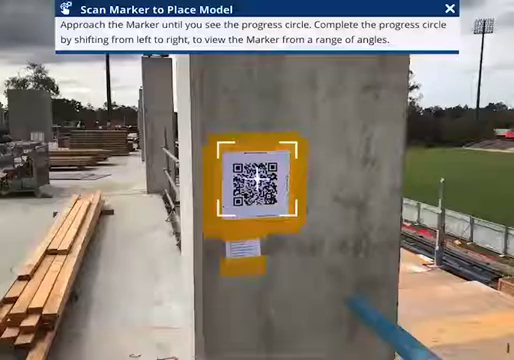 Scan Marker to Place Model
Approach the Marker until you see the progress circle. Complete the progress circle
by shifting from left to right, to view the Marker from a range of angles.